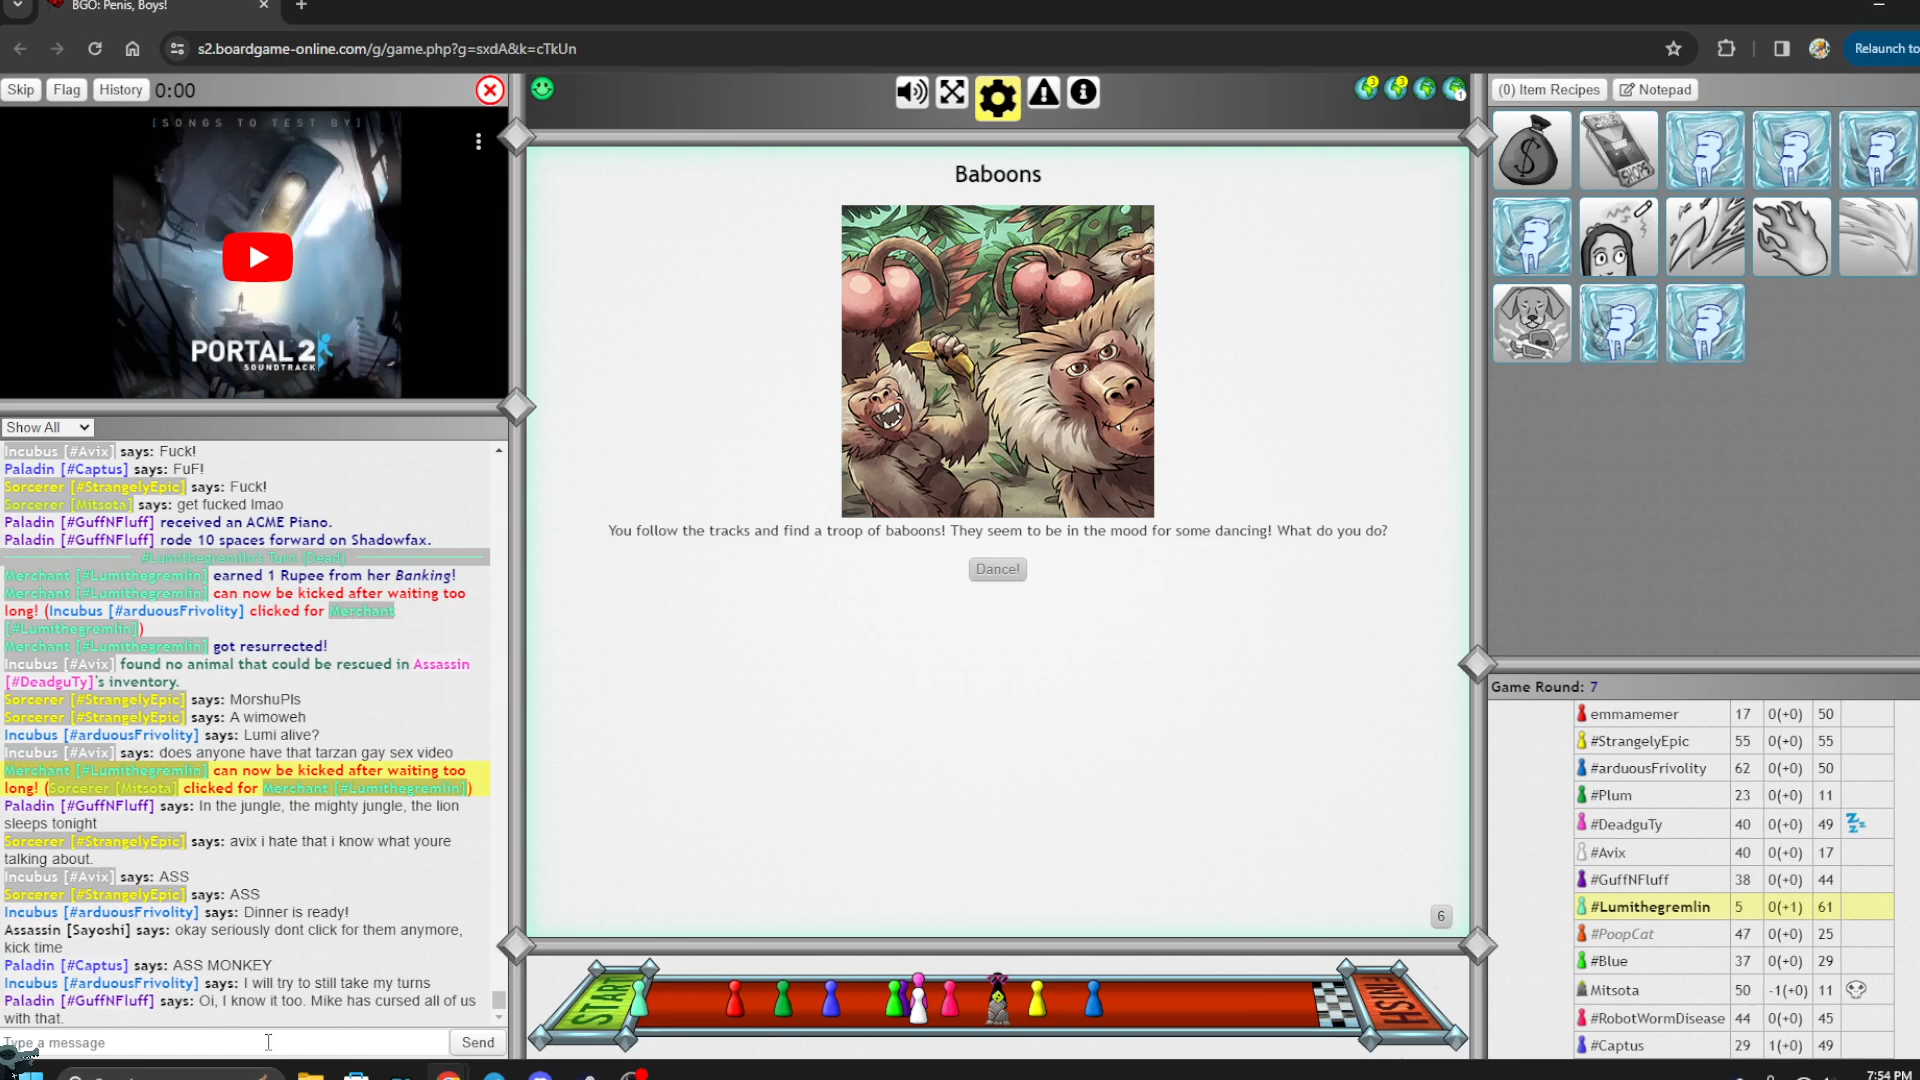 BGO: Penis, Boys!
s2.boardgame-online.com/g/game.php?g=sxdA&k=cTkUn
Relaunch to
Skip
Flag
History
0:00
[SONGS TO TEST BY]
PORTAL 2
SOUNDTRACK
3
3
1
(0) Item Recipes
Notepad
$
SHOPS
3
3
3
3
3
3
Baboons
You follow the tracks and find a troop of baboons! They seem to be in the mood for some dancing! What do you do?
Dance!
6
START
FINISH
Show All
Incubus [#Avix] says: Fuck!
Paladin [#Captus] says: FuF!
Sorcerer [#StrangelyEpic] says: Fuck!
Sorcerer [Mitsota] says: get fucked lmao
Paladin [#GuffNFluff] received an ACME Piano.
Paladin [#GuffNFluff] rode 10 spaces forward on Shadowfax.
#Lumithegremlin's Turn (Dead)
Merchant [#Lumithegremlin] earned 1 Rupee from her Banking!
Merchant [#Lumithegremlin] can now be kicked after waiting too
long! (Incubus [#arduousFrivolity] clicked for Merchant
[#Lumithegremlin])
Merchant [#Lumithegremlin] got resurrected!
Incubus [#Avix] found no animal that could be rescued in Assassin
[#DeadguTy]'s inventory.
Sorcerer [#StrangelyEpic] says: MorshuPls
Sorcerer [#StrangelyEpic] says: A wimoweh
Incubus [#arduousFrivolity] says: Lumi alive?
Incubus [#Avix] says: does anyone have that tarzan gay sex video
Merchant [#Lumithegremlin] can now be kicked after waiting too
long! (Sorcerer [Mitsota] clicked for Merchant [#Lumithegremlin])
Paladin [#GuffNFluff] says: In the jungle, the mighty jungle, the lion
sleeps tonight
Sorcerer [#StrangelyEpic] says: avix i hate that i know what youre
talking about.
Incubus [#Avix] says: ASS
Sorcerer [#StrangelyEpic] says: ASS
Incubus [#arduousFrivolity] says: Dinner is ready!
Assassin [Sayoshi] says: okay seriously dont click for them anymore,
kick time
Paladin [#Captus] says: ASS MONKEY
Incubus [#arduousFrivolity] says: I will try to still take my turns
Paladin [#GuffNFluff] says: Oi, I know it too. Mike has cursed all of us
with that.
Type a message
Send
Game Round: 7
emmamemer 17 0(+0) 50
#StrangelyEpic 55 0(+0) 55
#arduousFrivolity 62 0(+0) 50
#Plum 23 0(+0) 11
#DeadguTy 40 0(+0) 49
#Avix 40 0(+0) 17
#GuffNFluff 38 0(+0) 44
#Lumithegremlin 5 0(+1) 61
#PoopCat 47 0(+0) 25
#Blue 37 0(+0) 29
Mitsota 50 -1(+0) 11
#RobotWormDisease 44 0(+0) 45
#Captus 29 1(+0) 49
7:54 PM